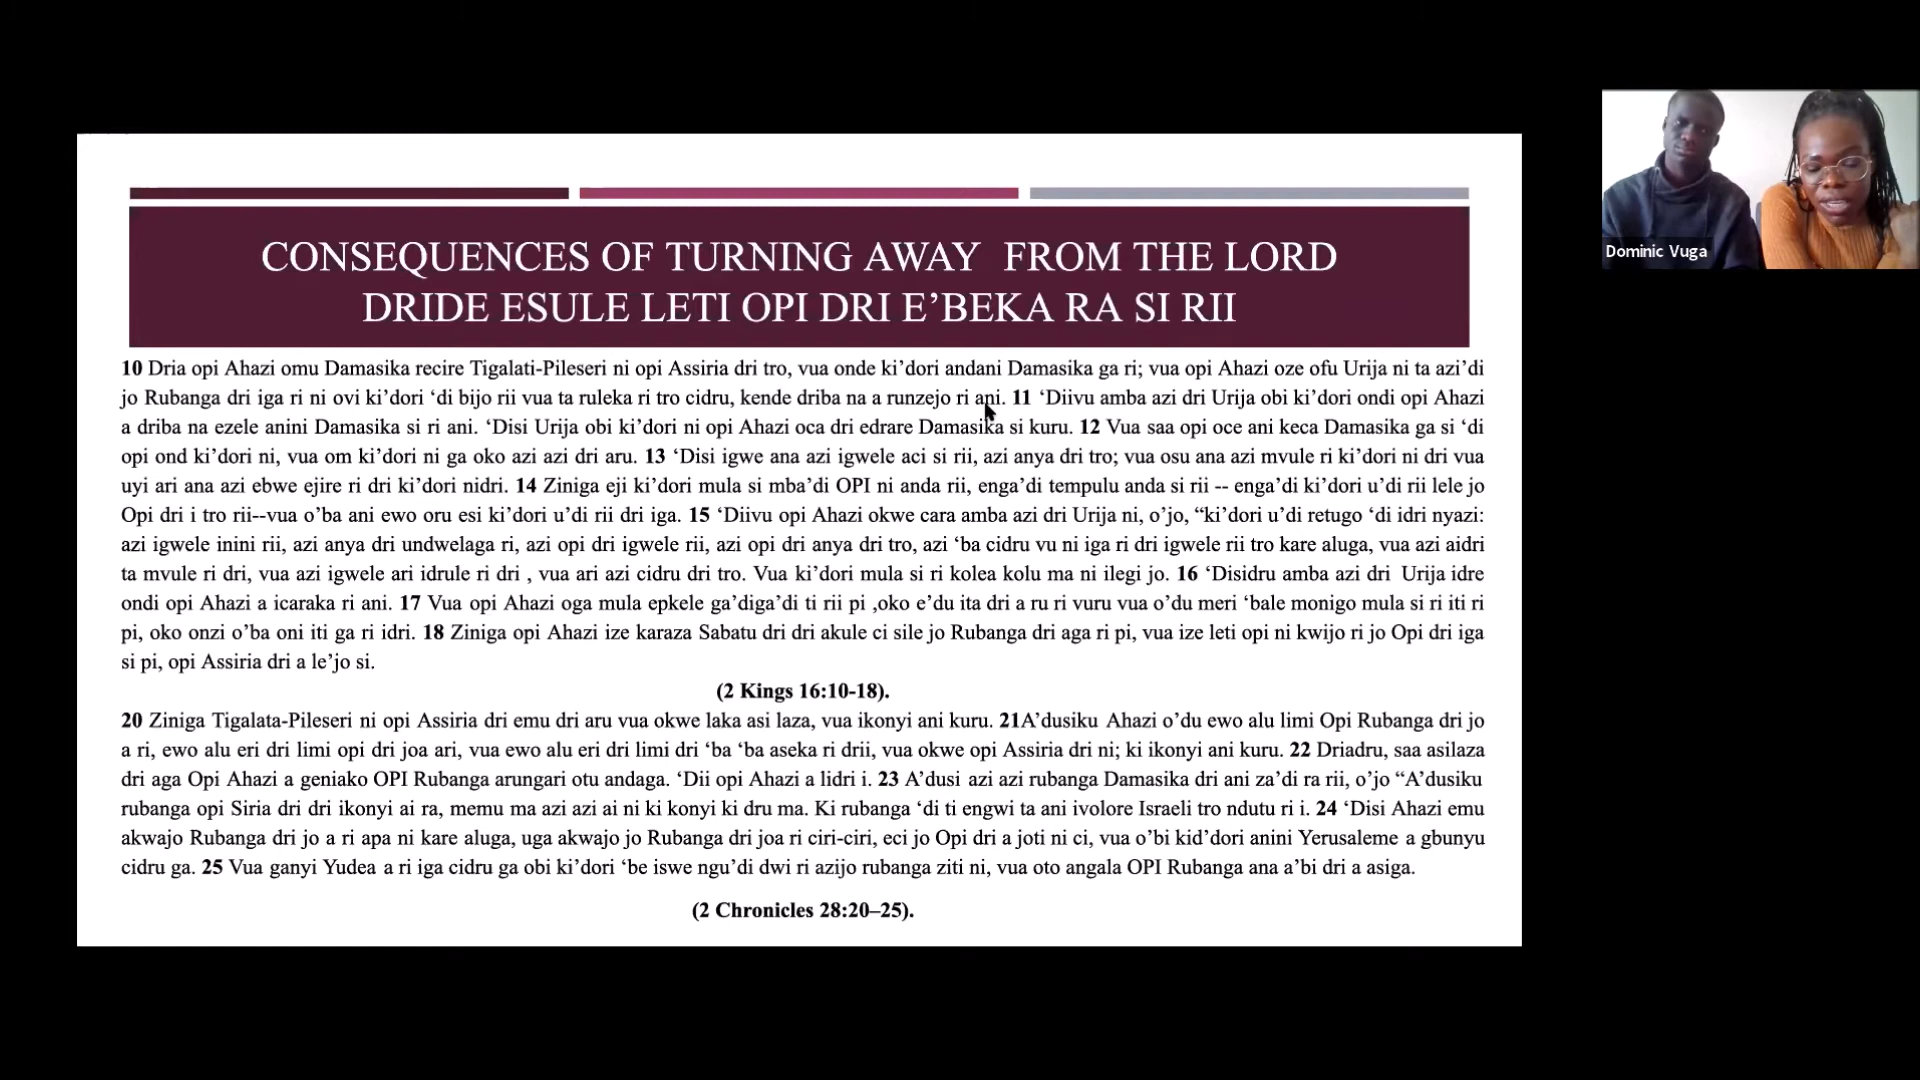 CONSEQUENCES OF TURNING AWAY FROM THE LORD
DRIDE ESULE LETI OPI DRI E’BEKA RA SI RII
10 Dria opi Ahazi omu Damasika recire Tigalati-Pileseri ni opi Assiria dri tro, vua onde ki’dori andani Damasika ga ri; vua opi Ahazi oze ofu Urija ni ta azi’di
jo Rubanga dri iga ri ni ovi ki’dori ‘di bijo rii vua ta ruleka ri tro cidru, kende driba na a runzejo ri ani. 11 ‘Diivu amba azi dri Urija obi ki’dori ondi opi Ahazi
a driba na ezele anini Damasika si ri ani. ‘Disi Urija obi ki’dori ni opi Ahazi oca dri edrare Damasika si kuru. 12 Vua saa opi oce ani keca Damasika ga si ‘di
opi ond ki’dori ni, vua om ki’dori ni ga oko azi azi dri aru. 13 ‘Disi igwe ana azi igwele aci si rii, azi anya dri tro; vua osu ana azi mvule ri ki’dori ni dri vua
uyi ari ana azi ebwe ejire ri dri ki’dori nidri. 14 Ziniga eji ki’dori mula si mba’di OPI ni anda rii, enga’di tempulu anda si rii -- enga’di ki’dori u’di rii lele jo
Opi dri i tro rii--vua o’ba ani ewo oru esi ki’dori u’di rii dri iga. 15 ‘Diivu opi Ahazi okwe cara amba azi dri Urija ni, o’jo, “ki’dori u’di retugo ‘di idri nyazi:
azi igwele inini rii, azi anya dri undwelaga ri, azi opi dri igwele rii, azi opi dri anya dri tro, azi ‘ba cidru vu ni iga ri dri igwele rii tro kare aluga, vua azi aidri
ta mvule ri dri, vua azi igwele ari idrule ri dri , vua ari azi cidru dri tro. Vua ki’dori mula si ri kolea kolu ma ni ilegi jo. 16 ‘Disidru amba azi dri Urija idre
ondi opi Ahazi a icaraka ri ani. 17 Vua opi Ahazi oga mula epkele ga’diga’di ti rii pi ,oko e’du ita dri a ru ri vuru vua o’du meri ‘bale monigo mula si ri iti ri
pi, oko onzi o’ba oni iti ga ri idri. 18 Ziniga opi Ahazi ize karaza Sabatu dri dri akule ci sile jo Rubanga dri aga ri pi, vua ize leti opi ni kwijo ri jo Opi dri iga
si pi, opi Assiria dri a le’jo si.
(2 Kings 16:10-18).
20 Ziniga Tigalata-Pileseri ni opi Assiria dri emu dri aru vua okwe laka asi laza, vua ikonyi ani kuru. 21A’dusiku Ahazi o’du ewo alu limi Opi Rubanga dri jo
a ri, ewo alu eri dri limi opi dri joa ari, vua ewo alu eri dri limi dri ‘ba ‘ba aseka ri drii, vua okwe opi Assiria dri ni; ki ikonyi ani kuru. 22 Driadru, saa asilaza
dri aga Opi Ahazi a geniako OPI Rubanga arungari otu andaga. ‘Dii opi Ahazi a lidri i. 23 A’dusi azi azi rubanga Damasika dri ani za’di ra rii, o’jo “A’dusiku
rubanga opi Siria dri dri ikonyi ai ra, memu ma azi azi ai ni ki konyi ki dru ma. Ki rubanga ‘di ti engwi ta ani ivolore Israeli tro ndutu ri i. 24 ‘Disi Ahazi emu
akwajo Rubanga dri jo a ri apa ni kare aluga, uga akwajo jo Rubanga dri joa ri ciri-ciri, eci jo Opi dri a joti ni ci, vua o’bi kid’dori anini Yerusaleme a gbunyu
cidru ga. 25 Vua ganyi Yudea a ri iga cidru ga obi ki’dori ‘be iswe ngu’di dwi ri azijo rubanga ziti ni, vua oto angala OPI Rubanga ana a’bi dri a asiga.
(2 Chronicles 28:20–25).
Dominic Vuga